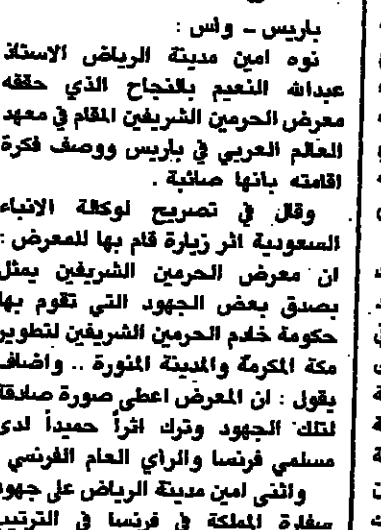 باريس – واس :
نوه امين مدينة الرياض الاستاذ
عبدالله النعيم بالنجاح الذي حققه
معرض الحرمين الشريفين المقام في معهد
العالم العربي في باريس ووصف فكرة
اقامته بانها صائبة .
وقال في تصريح لوكالة الانباء
السعودية اثر زيارة قام بها للمعرض :
ان معرض الحرمين الشريفين يمثل
بصدق بعض الجهود التي تقوم بها
حكومة خادم الحرمين الشريفين لتطوير
مكة المكرمة والمدينة المنورة .. واضاف
يقول : ان المعرض اعطى صورة صادقة
لتلك الجهود وترك اثراً حميداً لدى
مسلمي فرنسا والراي العام الفرنسي .
واثنى امين مدينة الرياض على جهود
سفارة المملكة في فرنسا في الترتيب